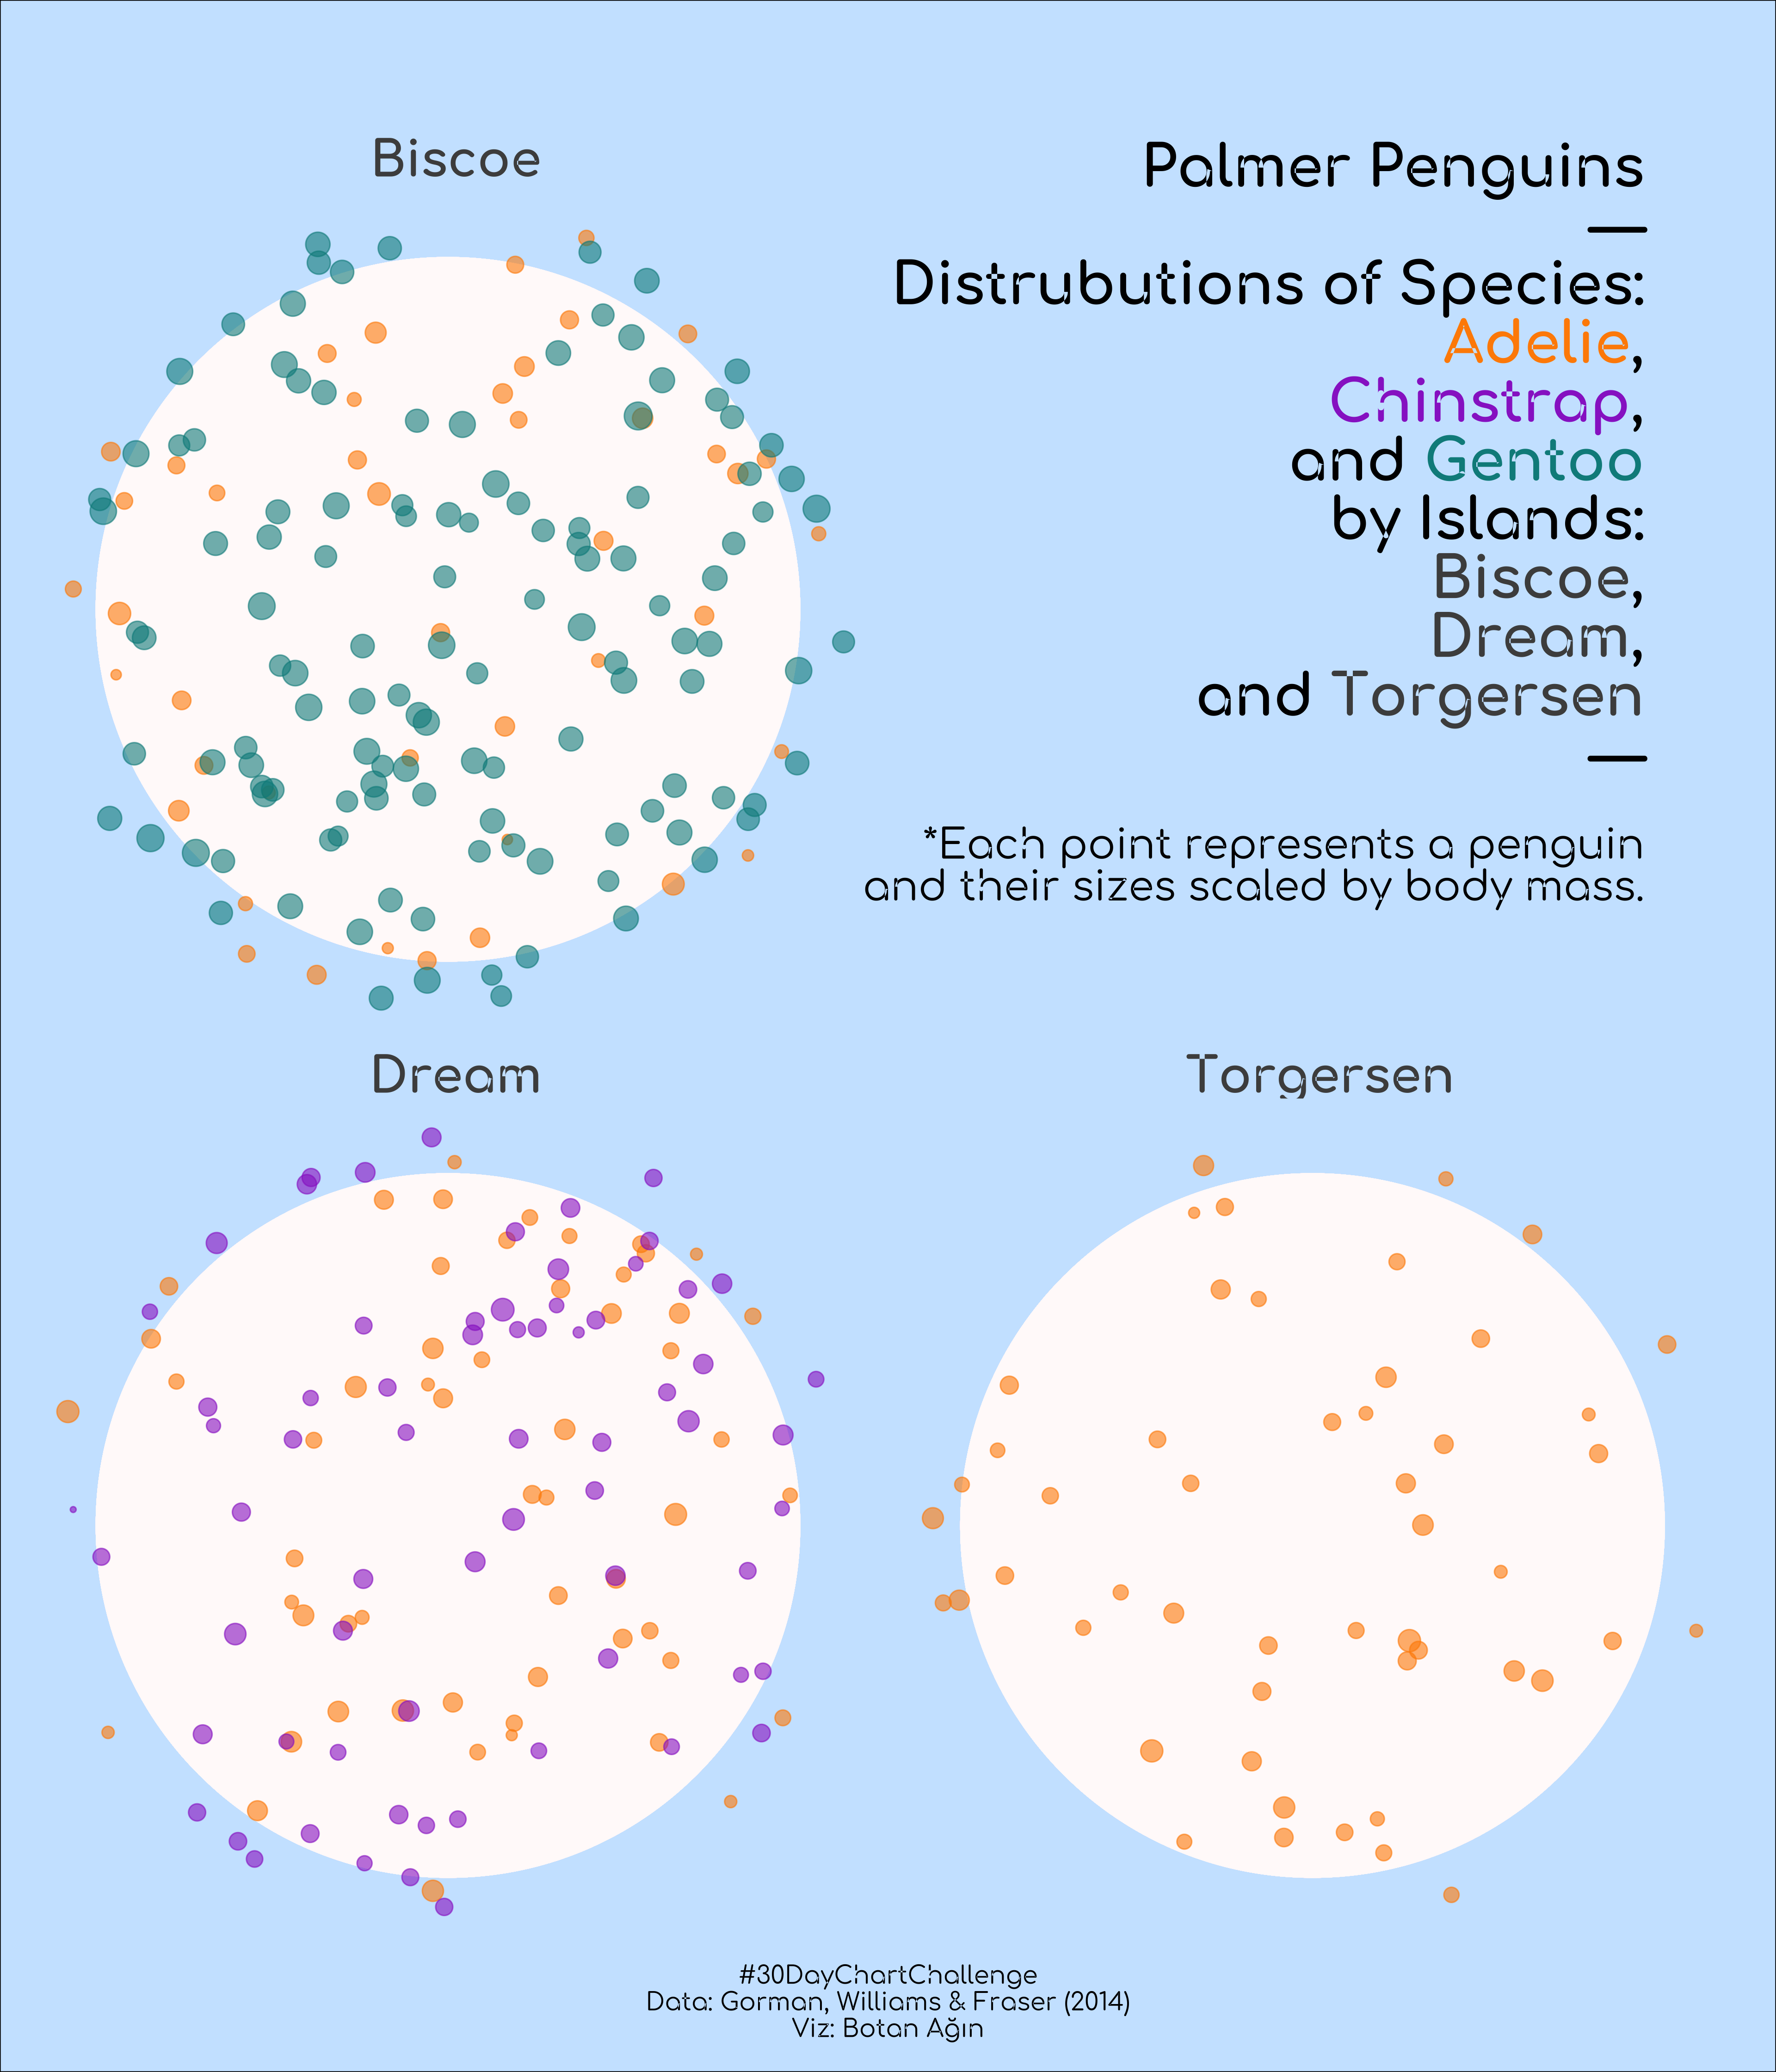 Biscoe
Palmer Penguins
Distrubutions of Species:
Adelie,
Chinstrap,
and Gentoo
by Islands:
Biscoe,
Dream,
and Torgersen
*Each point represents a penguin
and their sizes scaled by body mass.
Dream
Torgersen
#30DayChartChallenge
Data: Gorman, Williams & Fraser (2014)
Viz: Botan Ağın